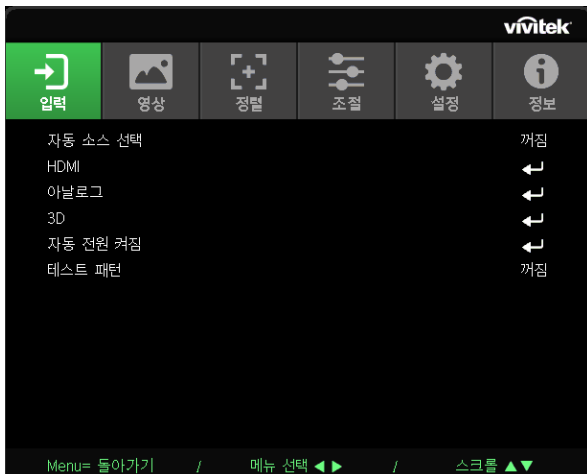 vivitek
입력 영상 정렬 조절 설정 정보
자동 소스 선택 꺼짐
HDMI
아날로그
3D
자동 전원 켜짐
테스트 패턴 꺼짐
Menu= 돌아가기 / 메뉴 선택 ◀ ▶ / 스크롤 ▲▼